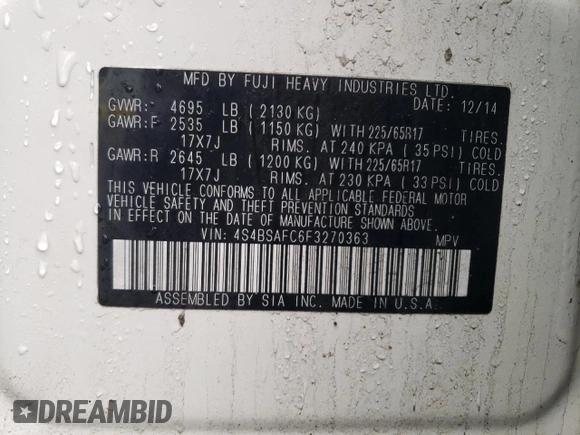 MFD BY FUJI HEAVY INDUSTRIES LTD.
GVWR: 4695 LB (2130 KG) DATE: 12/14
GAWR:F 2535 LB (1150 KG) WITH 225/65R17 TIRES.
17X7J RIMS. AT 240 KPA (35 PSI) COLD
GAWR:R 2645 LB (1200 KG) WITH 225/65R17 TIRES.
17X7J RIMS. AT 230 KPA (33 PSI) COLD
THIS VEHICLE CONFORMS TO ALL APPLICABLE FEDERAL MOTOR
VEHICLE SAFETY AND THEFT PREVENTION STANDARDS
IN EFFECT ON THE DATE OF MANUFACTURE SHOWN ABOVE.
VIN: 4S4BSAFC6F3270363 MPV
ASSEMBLED BY SIA INC. MADE IN U.S.A
DREAMBID